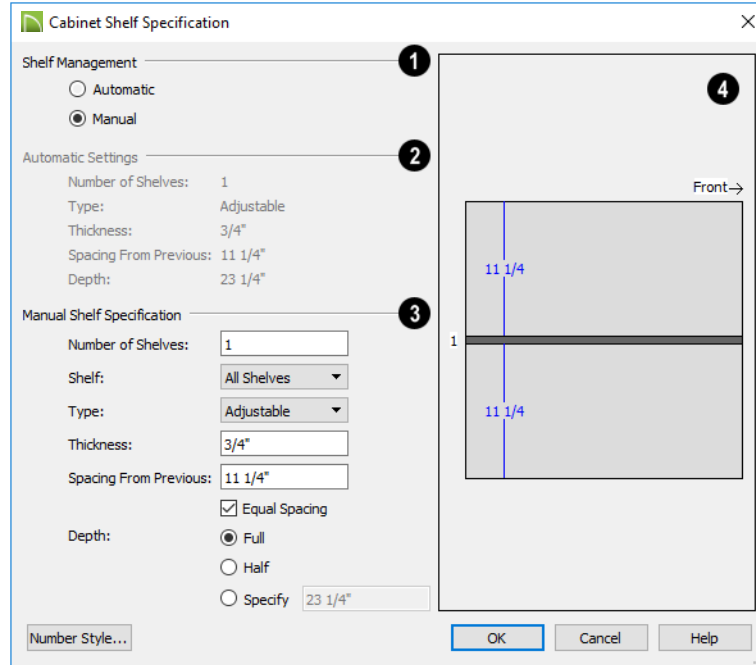 Cabinet Shelf Specification
Shelf Management
1
Automatic
Manual
Automatic Settings
2
Number of Shelves: 1
Type: Adjustable
Thickness: 3/4"
Spacing From Previous: 11 1/4"
Depth: 23 1/4"
Manual Shelf Specification
3
Number of Shelves: 1
Shelf: All Shelves
Type: Adjustable
Thickness: 3/4"
Spacing From Previous: 11 1/4"
Equal Spacing
Depth: Full
Half
Specify 23 1/4"
4
Front→
11 1/4
1
11 1/4
Number Style...
OK Cancel Help